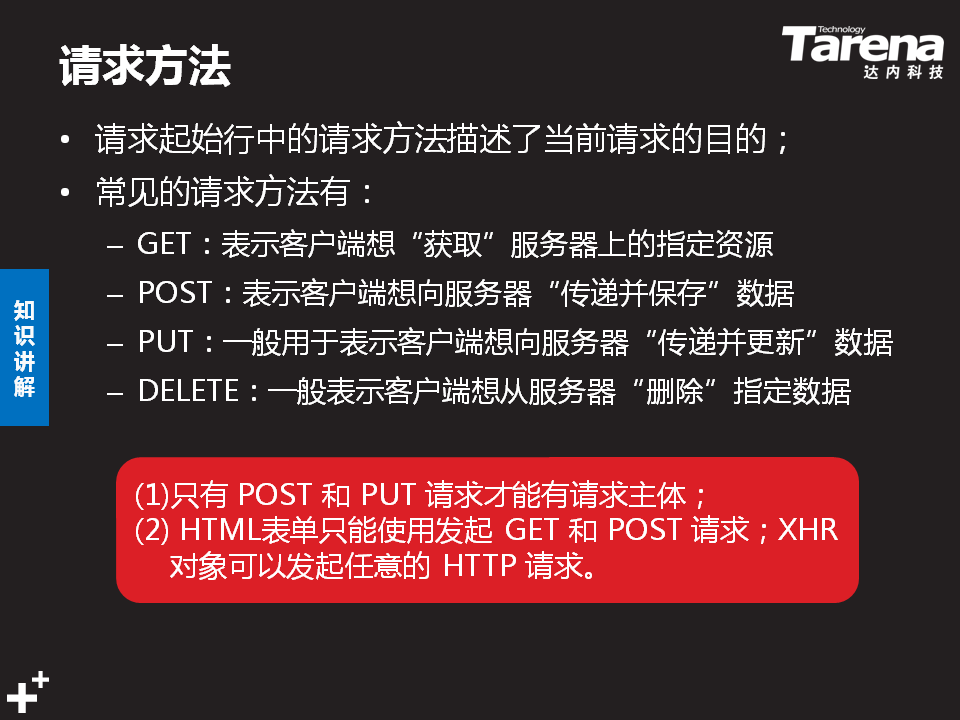 请求方法
Technology
Tarena
达内科技
• 请求起始行中的请求方法描述了当前请求的目的；
• 常见的请求方法有：
– GET：表示客户端想“获取”服务器上的指定资源
– POST：表示客户端想向服务器“传递并保存”数据
– PUT：一般用于表示客户端想向服务器“传递并更新”数据
– DELETE：一般表示客户端想从服务器“删除”指定数据
知识讲解
(1)只有 POST 和 PUT 请求才能有请求主体；
(2) HTML表单只能使用发起 GET 和 POST 请求；XHR
对象可以发起任意的 HTTP 请求。